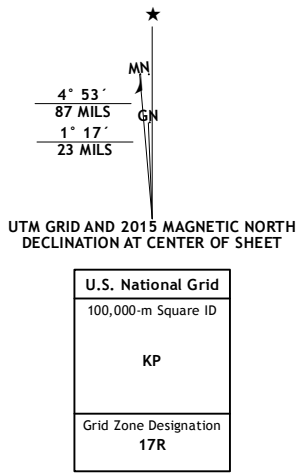 MN
4° 53´
87 MILS
GN
1° 17´
23 MILS
UTM GRID AND 2015 MAGNETIC NORTH
DECLINATION AT CENTER OF SHEET
U.S. National Grid
100,000-m Square ID
KP
Grid Zone Designation
17R